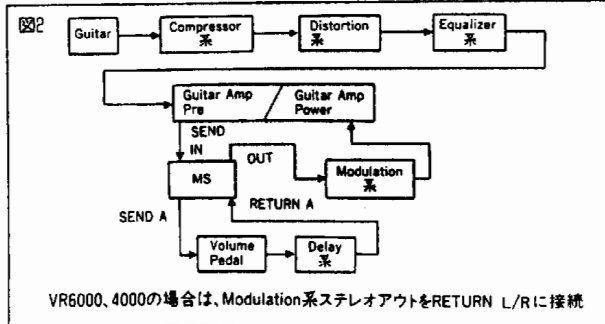 図2
Guitar
Compressor
系
Distortion
系
Equalizer
系
Guitar Amp
Pre
Guitar Amp
Power
SEND
IN
OUT
MS
Modulation
系
RETURN A
SEND A
Volume
Pedal
Delay
系
VR6000、4000の場合は、Modulation系ステレオアウトをRETURN L/Rに接続